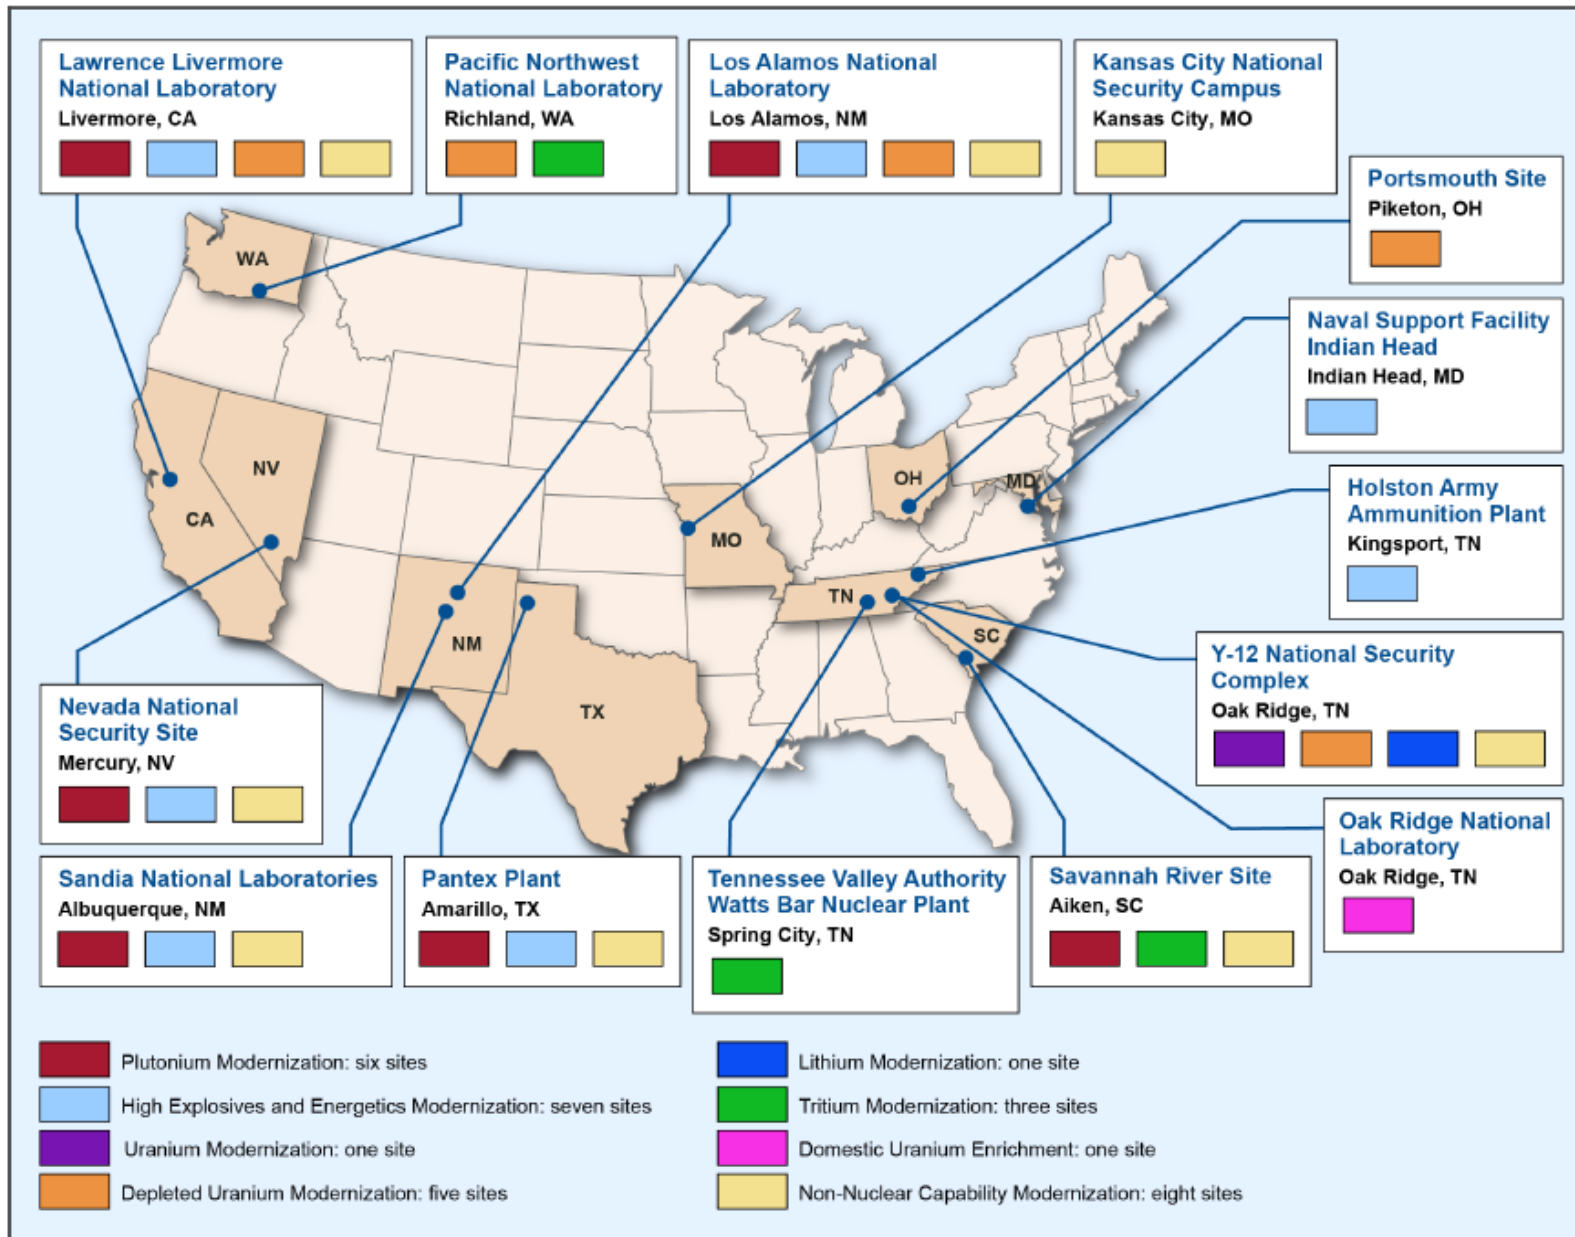 Lawrence Livermore
National Laboratory
Livermore, CA
Pacific Northwest
National Laboratory
Richland, WA
Los Alamos National
Laboratory
Los Alamos, NM
Kansas City National
Security Campus
Kansas City, MO
Portsmouth Site
Piketon, OH
Naval Support Facility
Indian Head
Indian Head, MD
Holston Army
Ammunition Plant
Kingsport, TN
Y-12 National Security
Complex
Oak Ridge, TN
Oak Ridge National
Laboratory
Oak Ridge, TN
WA
NV
CA
OH
MD
MO
TN
SC
NM
TX
Nevada National
Security Site
Mercury, NV
Sandia National Laboratories
Albuquerque, NM
Pantex Plant
Amarillo, TX
Tennessee Valley Authority
Watts Bar Nuclear Plant
Spring City, TN
Savannah River Site
Aiken, SC
Plutonium Modernization: six sites
High Explosives and Energetics Modernization: seven sites
Uranium Modernization: one site
Depleted Uranium Modernization: five sites
Lithium Modernization: one site
Tritium Modernization: three sites
Domestic Uranium Enrichment: one site
Non-Nuclear Capability Modernization: eight sites